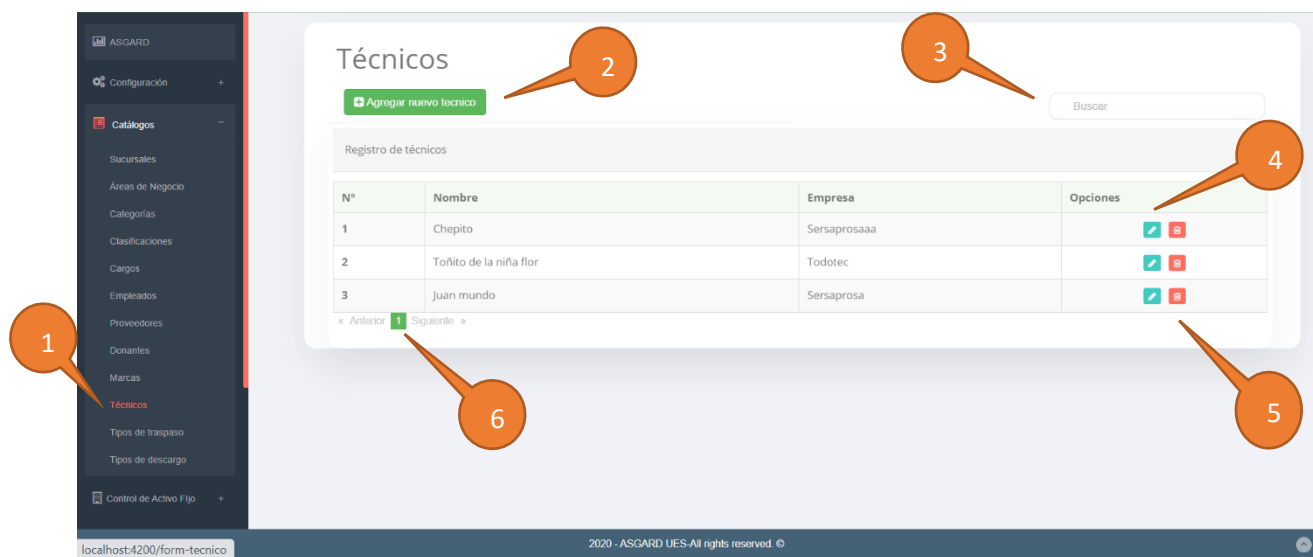 ASGARD
Configuración +
Catálogos -
Sucursales
Áreas de Negocio
Categorías
Clasificaciones
Cargos
Empleados
Proveedores
Donantes
Marcas
Técnicos
Tipos de traspaso
Tipos de descargo
Control de Activo Fijo +
1
Técnicos
2
3
Agregar nuevo tecnico
Buscar
Registro de técnicos
4
N° Nombre Empresa Opciones
1 Chepito Sersaprosaaa
2 Toñito de la niña flor Todotec
3 Juan mundo Sersaprosa
« Anterior 1 Siguiente »
6
5
2020 - ASGARD UES-All rights reserved. ©
localhost:4200/form-tecnico